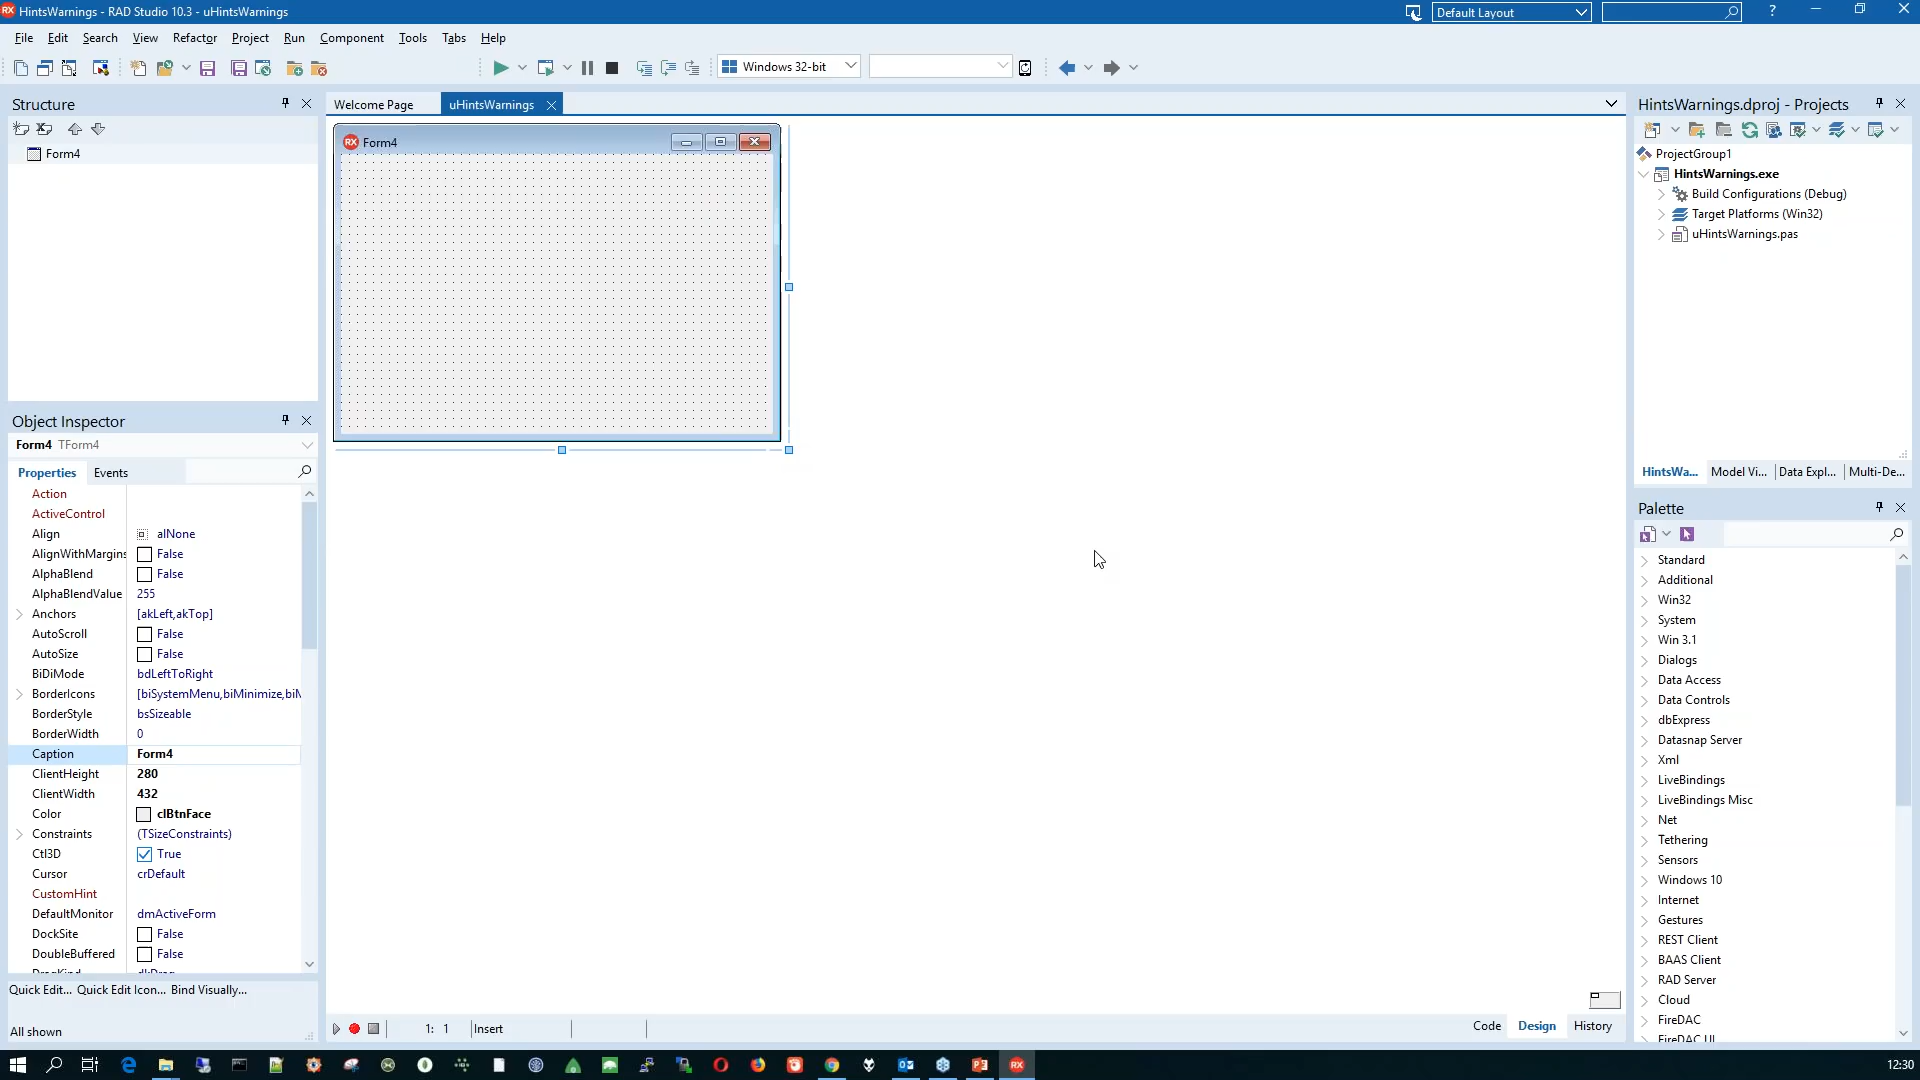 HintsWarnings - RAD Studio 10.3 - uHintsWarnings
Default Layout
?
File Edit Search View Refactor Project Run Component Tools Tabs Help
Windows 32-bit
Structure
Form4
Object Inspector
Form4 TForm4
Properties Events
Action
ActiveControl
Align alNone
AlignWithMargins False
AlphaBlend False
AlphaBlendValue 255
Anchors [akLeft,akTop]
AutoScroll False
AutoSize False
BiDiMode bdLeftToRight
BorderIcons [biSystemMenu,biMinimize,biM
BorderStyle bsSizeable
BorderWidth 0
Caption Form4
ClientHeight 280
ClientWidth 432
Color clBtnFace
Constraints (TSizeConstraints)
Ctl3D True
Cursor crDefault
CustomHint
DefaultMonitor dmActiveForm
DockSite False
DoubleBuffered False
DragKind dkDrag
Quick Edit... Quick Edit Icon... Bind Visually...
All shown
Welcome Page uHintsWarnings
RX Form4
1: 1 Insert
Code Design History
HintsWarnings.dproj - Projects
ProjectGroup1
HintsWarnings.exe
Build Configurations (Debug)
Target Platforms (Win32)
uHintsWarnings.pas
HintsWa... Model Vi... Data Expl... Multi-De...
Palette
Standard
Additional
Win32
System
Win 3.1
Dialogs
Data Access
Data Controls
dbExpress
Datasnap Server
Xml
LiveBindings
LiveBindings Misc
Net
Tethering
Sensors
Windows 10
Internet
Gestures
REST Client
BAAS Client
RAD Server
Cloud
FireDAC
FireDAC UI
12:30